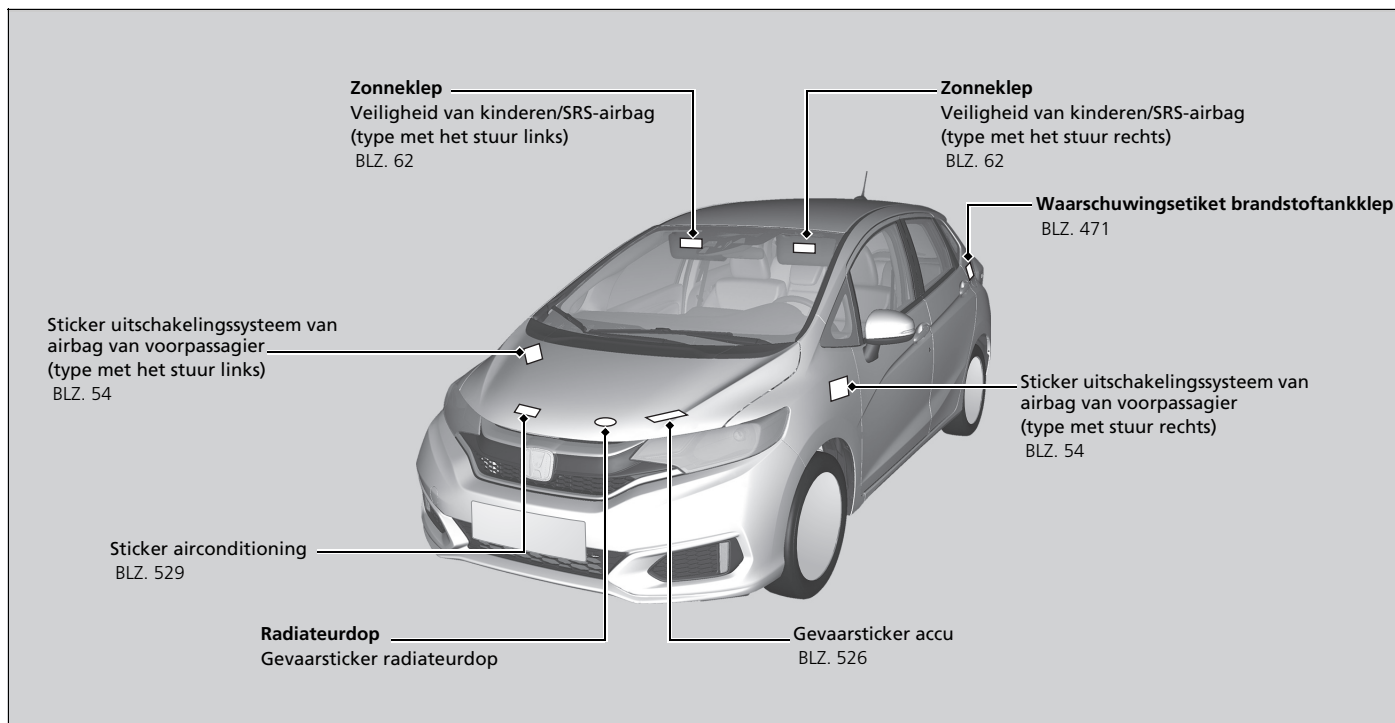 Zonneklep
Veiligheid van kinderen/SRS-airbag
(type met het stuur links)
BLZ. 62
Zonneklep
Veiligheid van kinderen/SRS-airbag
(type met het stuur rechts)
BLZ. 62
Waarschuwingsetiket brandstoftankklep
BLZ. 471
Sticker uitschakelingssysteem van
airbag van voorpassagier
(type met het stuur links)
BLZ. 54
Sticker uitschakelingssysteem van
airbag van voorpassagier
(type met stuur rechts)
BLZ. 54
Sticker airconditioning
BLZ. 529
Radiateurdop
Gevaarsticker radiateurdop
Gevaarsticker accu
BLZ. 526